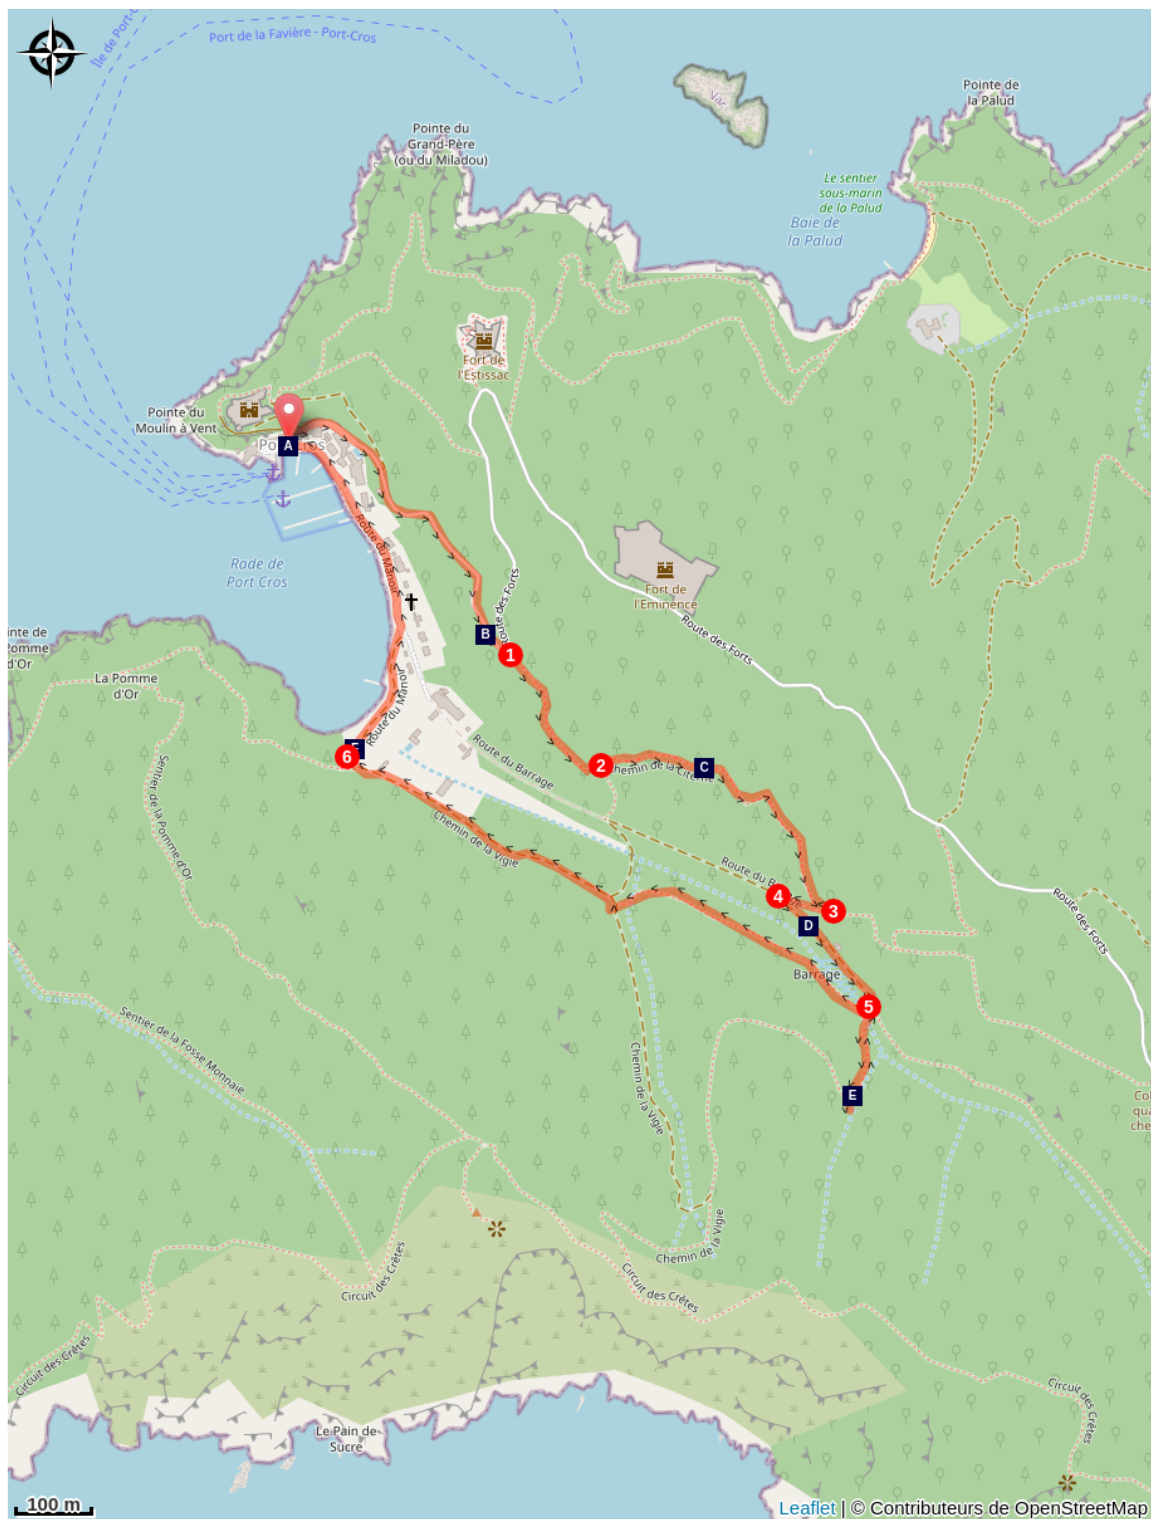 Île de Port-C
Port de la Favière - Port-Cros
Pointe du
Grand-Père
(ou du Miladou)
Var
Pointe de
la Palud
Le sentier
sous-marin
de la Palud
Baie de
la Palud
Fort de
l'Estissac
Pointe du
Moulin à Vent
A
Route du Manoir
Rade de
Port Cros
Route des Forts
Fort de
l'Eminence
Route des Forts
B
1
inte de
Pomme
d'Or
La Pomme
d'Or
Route du Manoir
6
Route du Barrage
2
Chemin de la Citerne
C
Sentier de la Pomme d'Or
Chemin de la Vigie
Route du B
4
3
D
Route des Forts
Barrage
5
Sentier de la Fosse Monnaie
Chemin de la Vigie
E
Col
qua
che
Chemin de la Vigie
Circuit des Crêtes
Circuit des Crêtes
Circuit des Crêtes
Circuit des Crêtes
Le Pain de
Sucre
100 m
Leaflet | © Contributeurs de OpenStreetMap